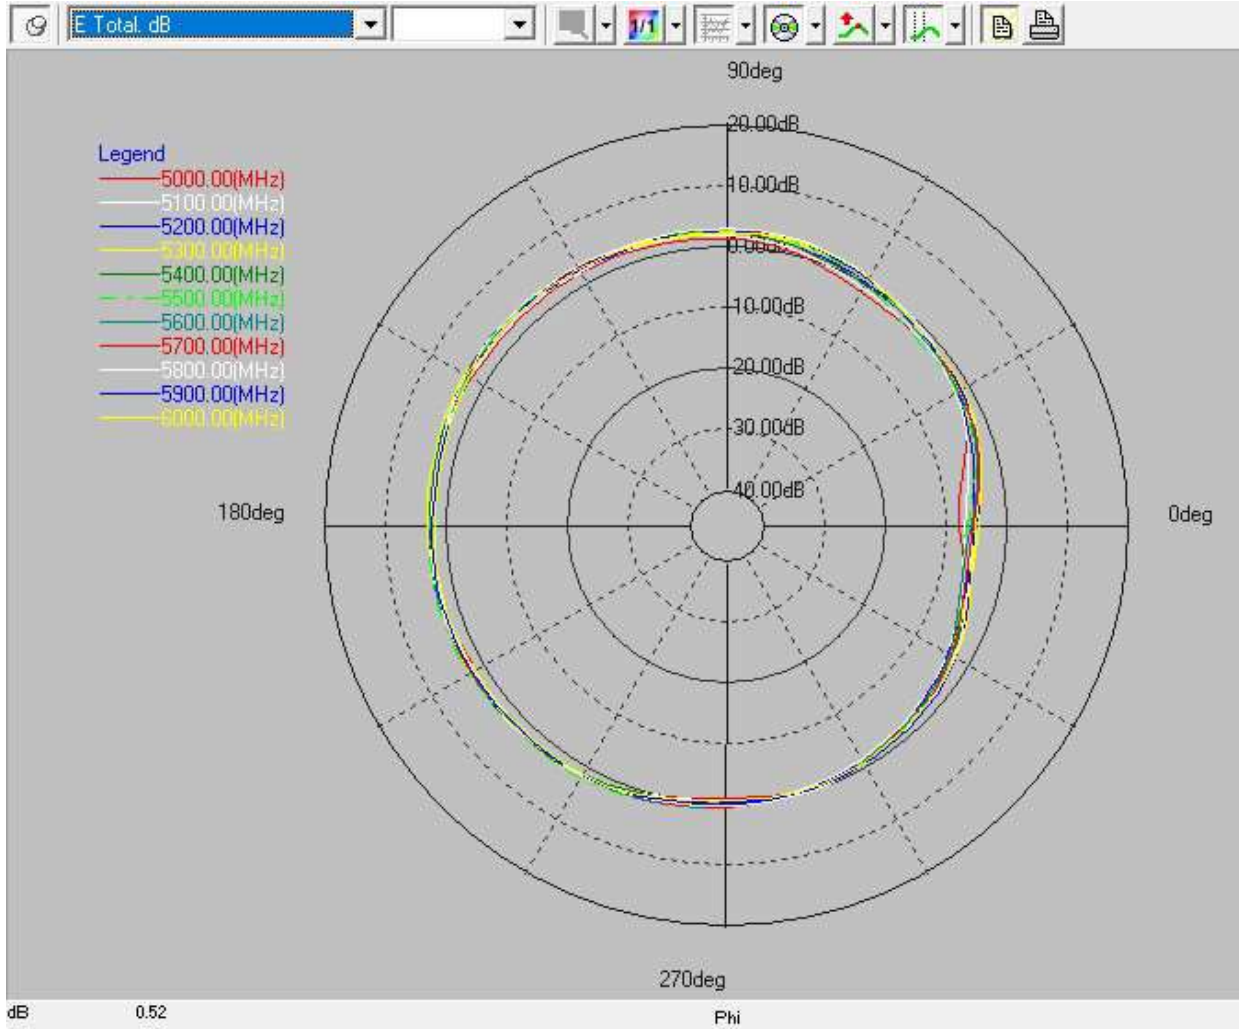 E Total. dB
1/1
90deg
20.00dB
10.00dB
0.00dB
10.00dB
20.00dB
30.00dB
40.00dB
Legend
5000.00(MHz)
5100.00(MHz)
5200.00(MHz)
5300.00(MHz)
5400.00(MHz)
5500.00(MHz)
5600.00(MHz)
5700.00(MHz)
5800.00(MHz)
5900.00(MHz)
6000.00(MHz)
180deg
0deg
270deg
dB 0.52
Phi